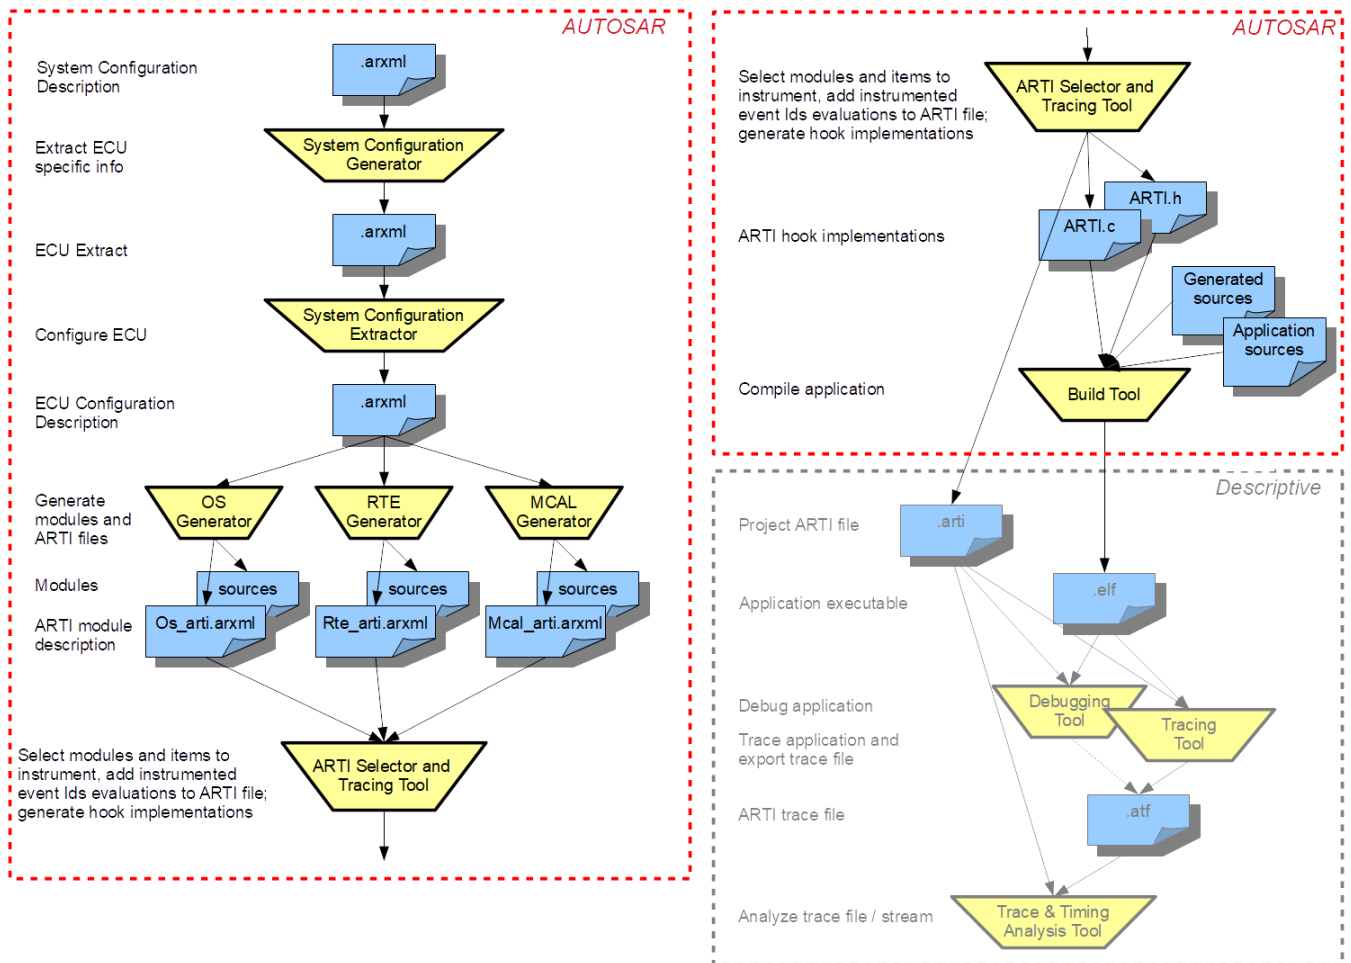 AUTOSAR
System Configuration
Description
.arxml
Extract ECU
specific info
System Configuration
Generator
ECU Extract
.arxml
Configure ECU
System Configuration
Extractor
ECU Configuration
Description
.arxml
Generate
modules and
ARTI files
OS
Generator
RTE
Generator
MCAL
Generator
Modules
sources
sources
sources
ARTI module
description
Os_arti.arxml
Rte_arti.arxml
Mcal_arti.arxml
Select modules and items to
instrument, add instrumented
event Ids evaluations to ARTI file;
generate hook implementations
ARTI Selector and
Tracing Tool
AUTOSAR
Select modules and items to
instrument, add instrumented
event Ids evaluations to ARTI file;
generate hook implementations
ARTI Selector and
Tracing Tool
ARTI hook implementations
ARTI.h
ARTI.c
Generated
sources
Application
sources
Compile application
Build Tool
Descriptive
Project ARTI file
.arti
Application executable
.elf
Debug application
Debugging
Tool
Trace application and
export trace file
Tracing
Tool
ARTI trace file
.atf
Analyze trace file / stream
Trace & Timing
Analysis Tool